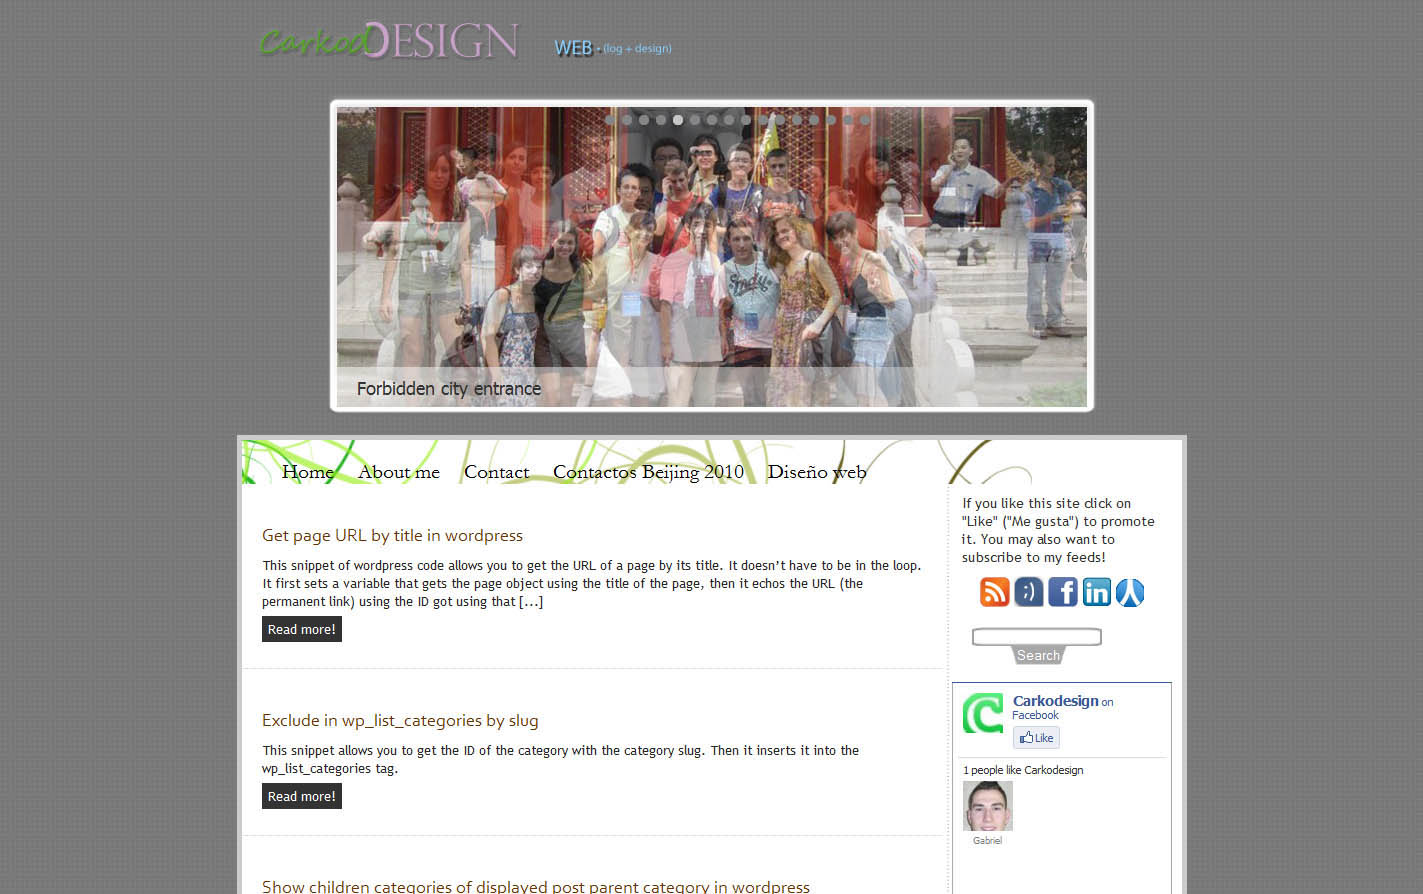 Carkod DESIGN
WEB • (log + design)
Indy
Forbidden city entrance
Home About me Contact Contactos Beijing 2010 Diseño web
Get page URL by title in wordpress
This snippet of wordpress code allows you to get the URL of a page by its title. It doesn’t have to be in the loop.
It first sets a variable that gets the page object using the title of the page, then it echos the URL (the
permanent link) using the ID got using that [...]
Read more!
Exclude in wp_list_categories by slug
This snippet allows you to get the ID of the category with the category slug. Then it inserts it into the
wp_list_categories tag.
Read more!
Show children categories of displayed post parent category in wordpress
If you like this site click on
"Like" ("Me gusta") to promote
it. You may also want to
subscribe to my feeds!
;)
f
in
Search
Carkodesign on
Facebook
Like
1 people like Carkodesign
Gabriel